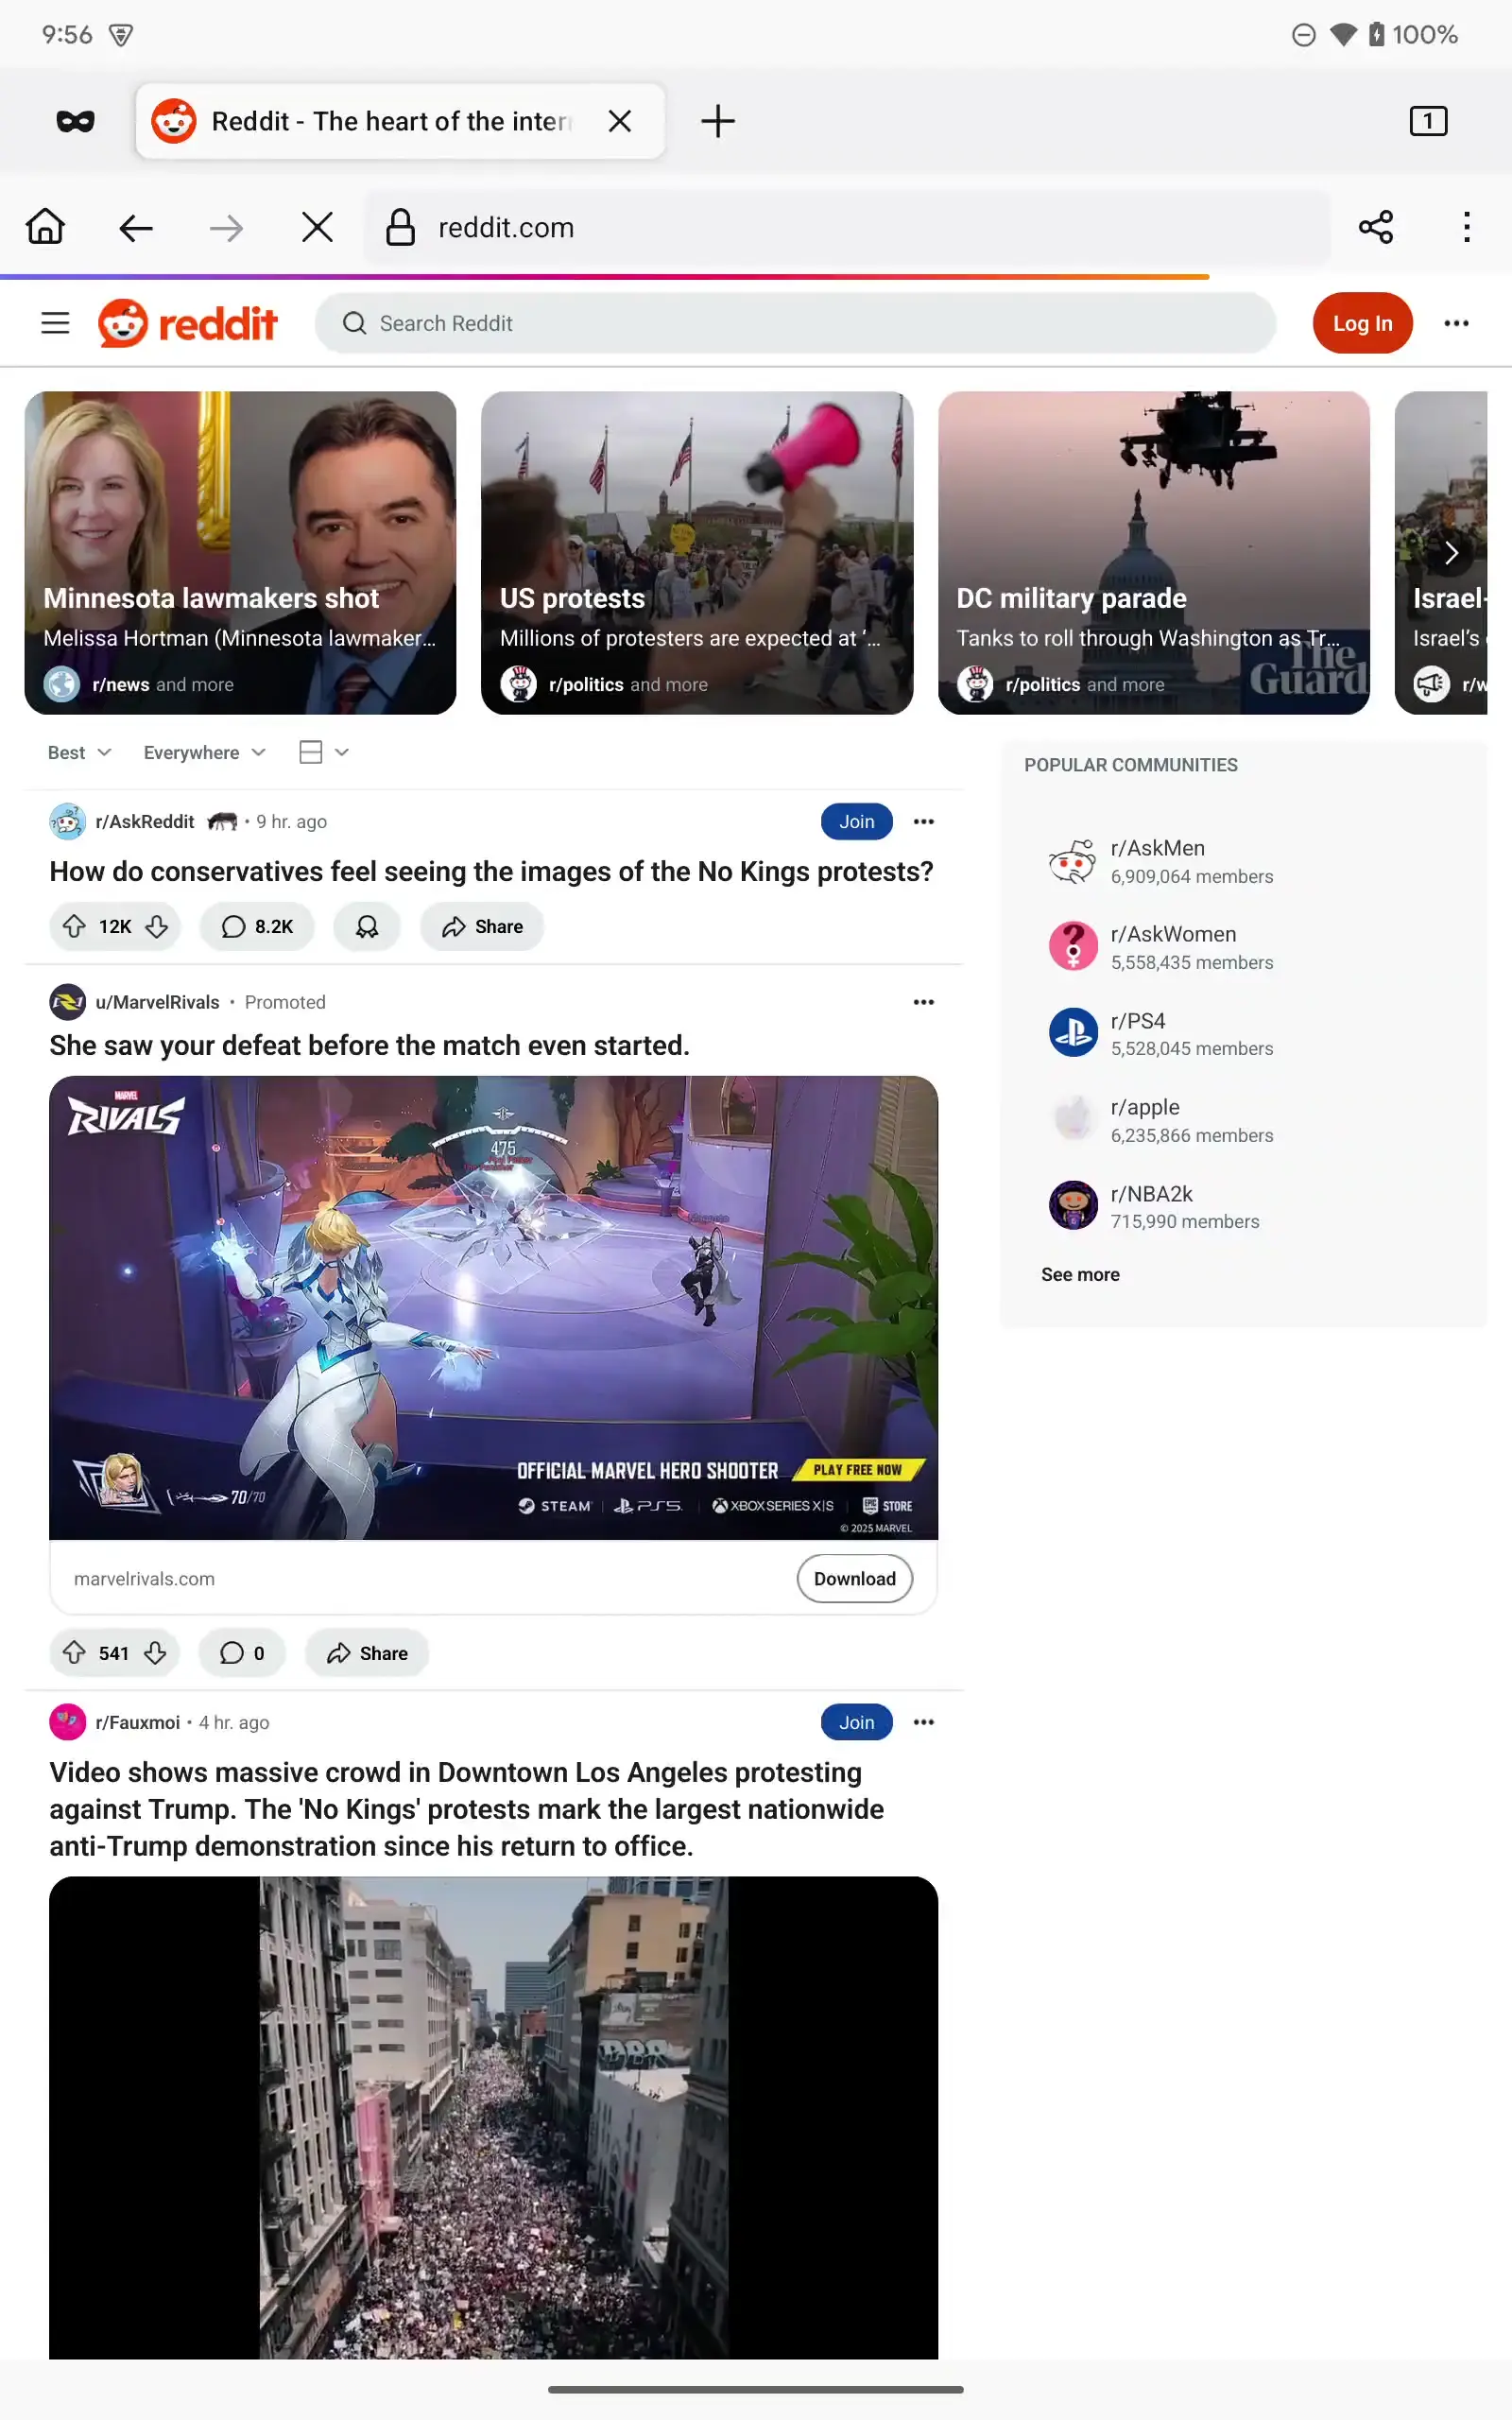 9:56
100%
Reddit - The heart of the inter
1
reddit.com
reddit
Search Reddit
Log In
Minnesota lawmakers shot
Melissa Hortman (Minnesota lawmaker...
r/news and more
US protests
Millions of protesters are expected at ‘...
r/politics and more
DC military parade
Tanks to roll through Washington as Tr...
r/politics and more
The
Guard
Israel-
Israel's
r/w
Best
Everywhere
r/AskReddit • 9 hr. ago
Join
How do conservatives feel seeing the images of the No Kings protests?
12K
8.2K
Share
u/MarvelRivals • Promoted
She saw your defeat before the match even started.
MARVEL
RIVALS
475
70/70
OFFICIAL MARVEL HERO SHOOTER
PLAY FREE NOW
STEAM
PS5
XBOX SERIES X|S
EPIC GAMES STORE
© 2025 MARVEL
marvelrivals.com
Download
541
0
Share
r/Fauxmoi • 4 hr. ago
Join
Video shows massive crowd in Downtown Los Angeles protesting
against Trump. The 'No Kings' protests mark the largest nationwide
anti-Trump demonstration since his return to office.
POPULAR COMMUNITIES
r/AskMen
6,909,064 members
r/AskWomen
5,558,435 members
r/PS4
5,528,045 members
r/apple
6,235,866 members
r/NBA2k
715,990 members
See more